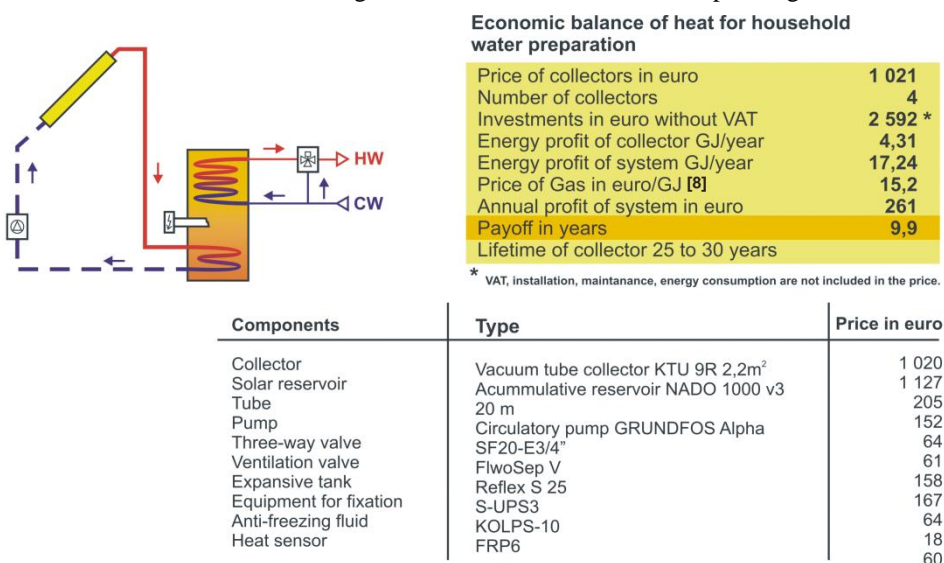 Economic balance of heat for household
water preparation
Price of collectors in euro 1 021
Number of collectors 4
Investments in euro without VAT 2 592 *
Energy profit of collector GJ/year 4,31
Energy profit of system GJ/year 17,24
Price of Gas in euro/GJ [8] 15,2
Annual profit of system in euro 261
Payoff in years 9,9
Lifetime of collector 25 to 30 years
* VAT, installation, maintanance, energy consumption are not included in the price.
HW
CW
Components Type Price in euro
Collector Vacuum tube collector KTU 9R 2,2m² 1 020
Solar reservoir Acummulative reservoir NADO 1000 v3 1 127
Tube 20 m 205
Pump Circulatory pump GRUNDFOS Alpha 152
Three-way valve SF20-E3/4” 64
Ventilation valve FlwoSep V 61
Expansive tank Reflex S 25 158
Equipment for fixation S-UPS3 167
Anti-freezing fluid KOLPS-10 64
Heat sensor FRP6 18
60